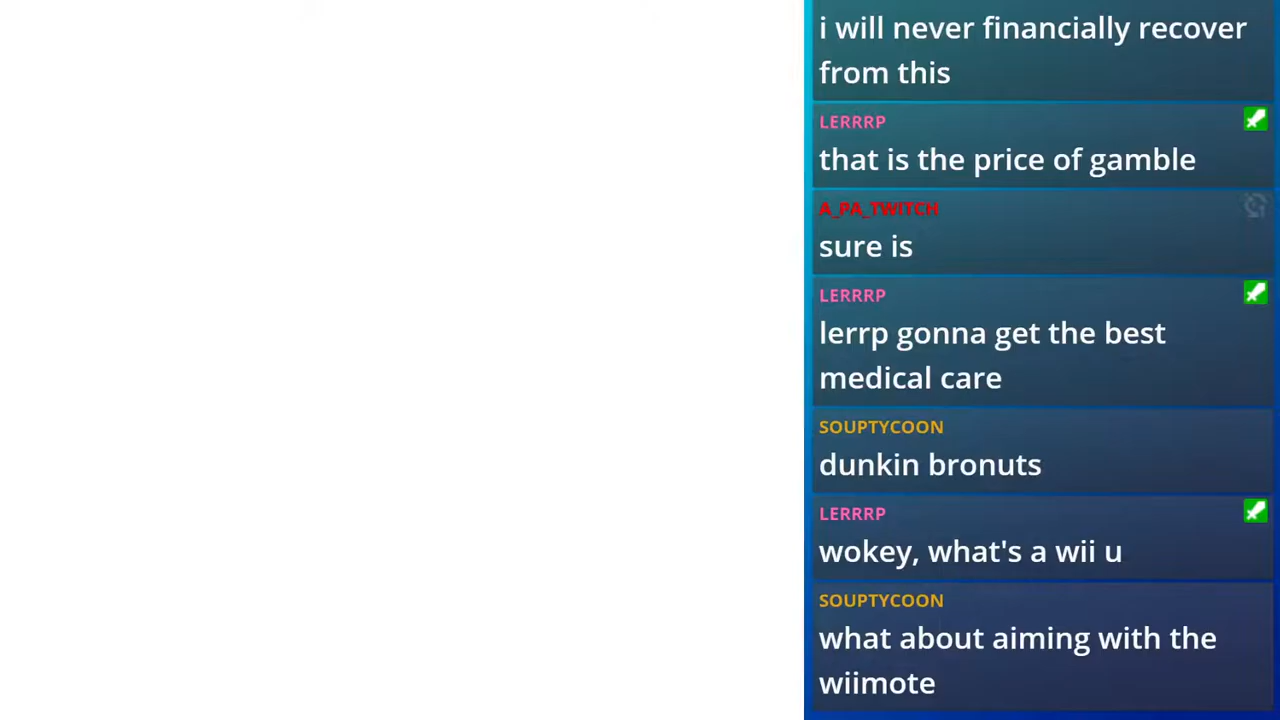 i will never financially recover
from this
LERRRP
that is the price of gamble
A_PA_TWITCH
sure is
LERRRP
lerrp gonna get the best
medical care
SOUPTYCOON
dunkin bronuts
LERRRP
wokey, what's a wii u
SOUPTYCOON
what about aiming with the
wiimote